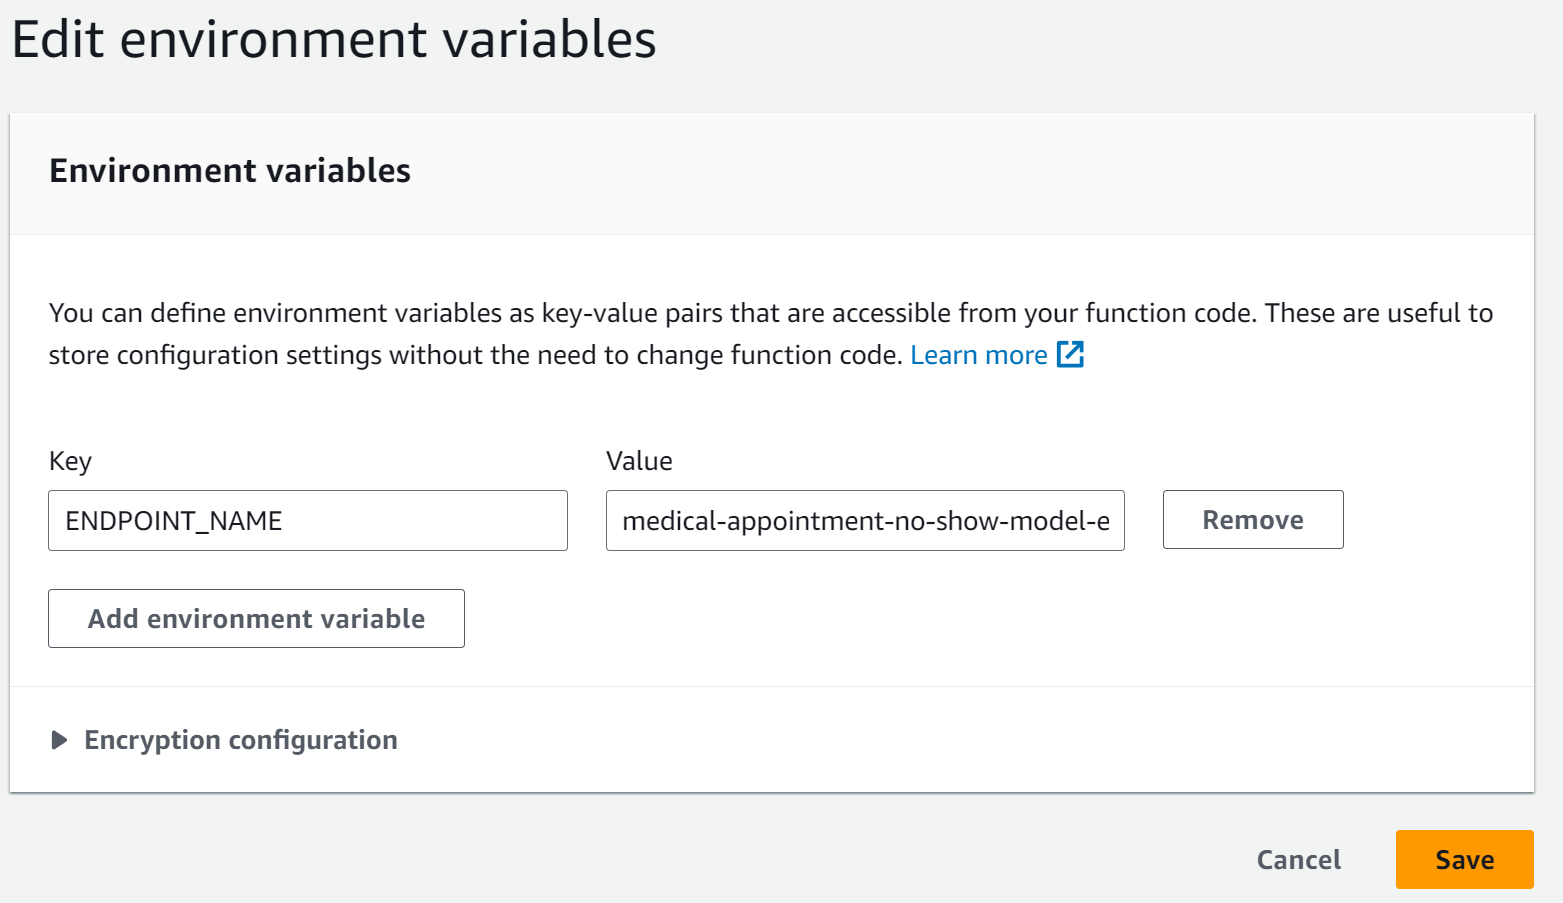 Edit environment variables
Environment variables
You can define environment variables as key-value pairs that are accessible from your function code. These are useful to
store configuration settings without the need to change function code. Learn more
Key
Value
ENDPOINT_NAME
medical-appointment-no-show-model-e
Remove
Add environment variable
Encryption configuration
Cancel
Save